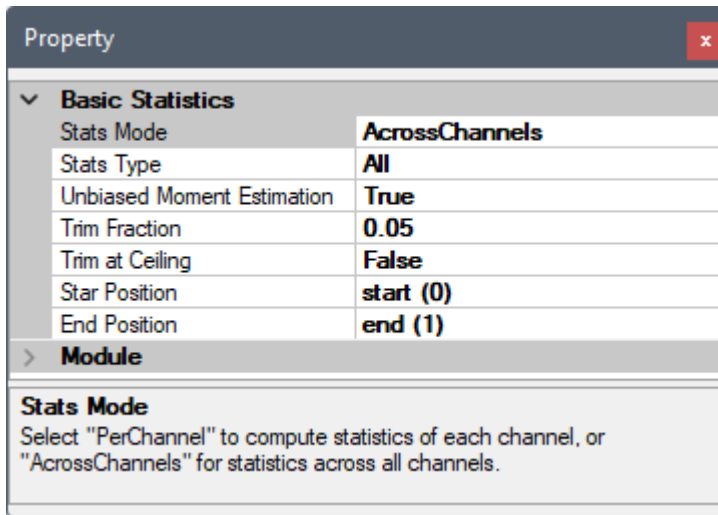 Property
x
Basic Statistics
Stats Mode AcrossChannels
Stats Type All
Unbiased Moment Estimation True
Trim Fraction 0.05
Trim at Ceiling False
Star Position start (0)
End Position end (1)
Module
Stats Mode
Select "PerChannel" to compute statistics of each channel, or
"AcrossChannels" for statistics across all channels.